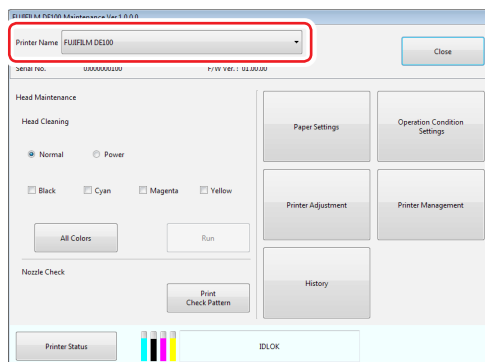 FUJIFILM DE100 Maintenance Ver.1.0.0.0
Printer Name FUJIFILM DE100
Close
Serial No. 0J000000100 F/W Ver. : 01.00.00
Head Maintenance
Head Cleaning
Normal Power
Black Cyan Magenta Yellow
All Colors Run
Nozzle Check
Print
Check Pattern
Paper Settings
Operation Condition
Settings
Printer Adjustment
Printer Management
History
Printer Status
IDLOK